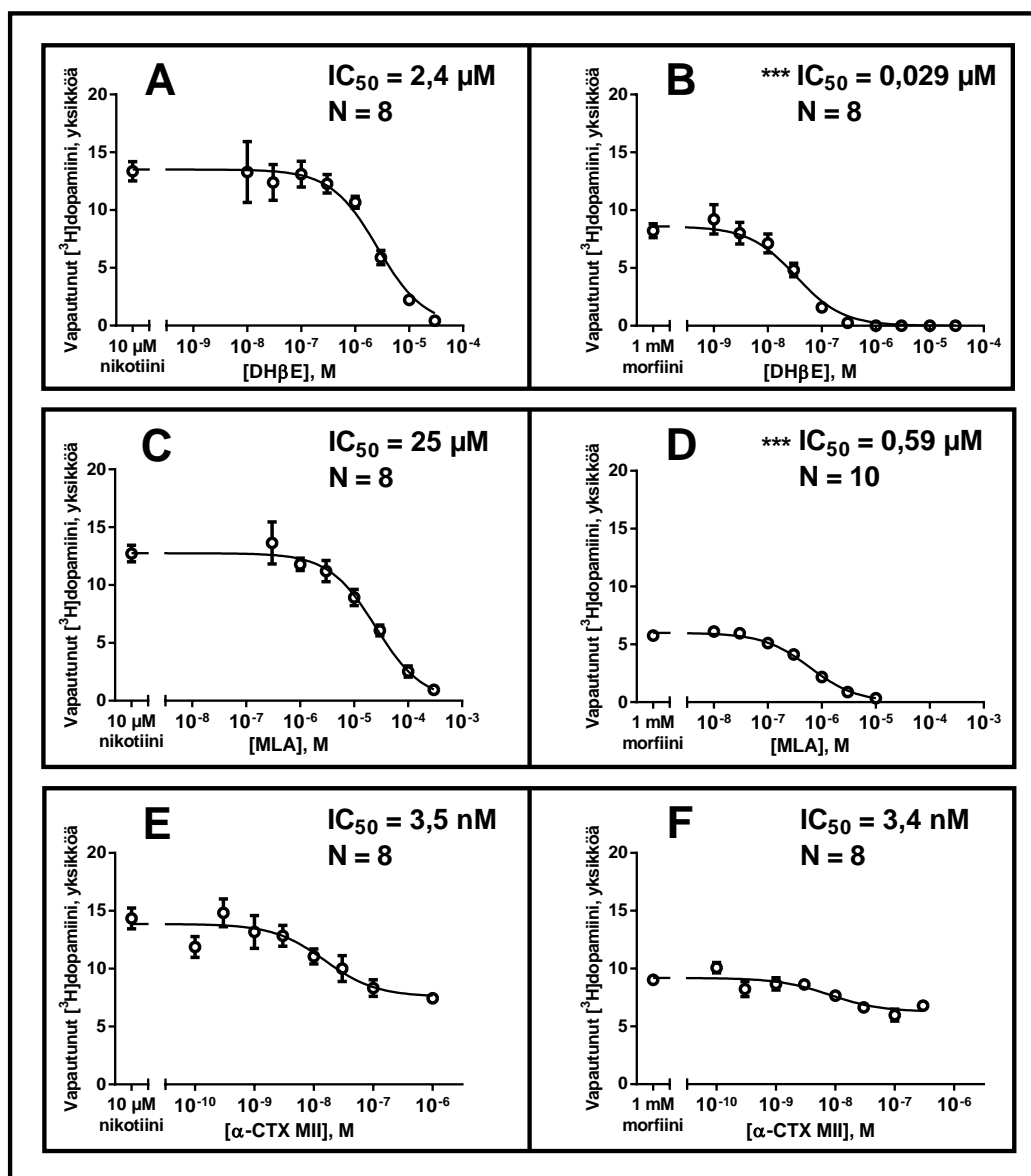 A
IC50 = 2,4 µM
N = 8
Vapautunut [³H]dopamiini, yksikköä
20
15
10
5
0
10 µM
nikotiini
10⁻⁹
10⁻⁸
10⁻⁷
10⁻⁶
10⁻⁵
10⁻⁴
[DHβE], M
B
*** IC50 = 0,029 µM
N = 8
Vapautunut [³H]dopamiini, yksikköä
20
15
10
5
0
1 mM
morfiini
10⁻⁹
10⁻⁸
10⁻⁷
10⁻⁶
10⁻⁵
10⁻⁴
[DHβE], M
C
IC50 = 25 µM
N = 8
Vapautunut [³H]dopamiini, yksikköä
20
15
10
5
0
10 µM
nikotiini
10⁻⁸
10⁻⁷
10⁻⁶
10⁻⁵
10⁻⁴
10⁻³
[MLA], M
D
*** IC50 = 0,59 µM
N = 10
Vapautunut [³H]dopamiini, yksikköä
20
15
10
5
0
1 mM
morfiini
10⁻⁸
10⁻⁷
10⁻⁶
10⁻⁵
10⁻⁴
10⁻³
[MLA], M
E
IC50 = 3,5 nM
N = 8
Vapautunut [³H]dopamiini, yksikköä
20
15
10
5
0
10 µM
nikotiini
10⁻¹⁰
10⁻⁹
10⁻⁸
10⁻⁷
10⁻⁶
[α-CTX MII], M
F
IC50 = 3,4 nM
N = 8
Vapautunut [³H]dopamiini, yksikköä
20
15
10
5
0
1 mM
morfiini
10⁻¹⁰
10⁻⁹
10⁻⁸
10⁻⁷
10⁻⁶
[α-CTX MII], M